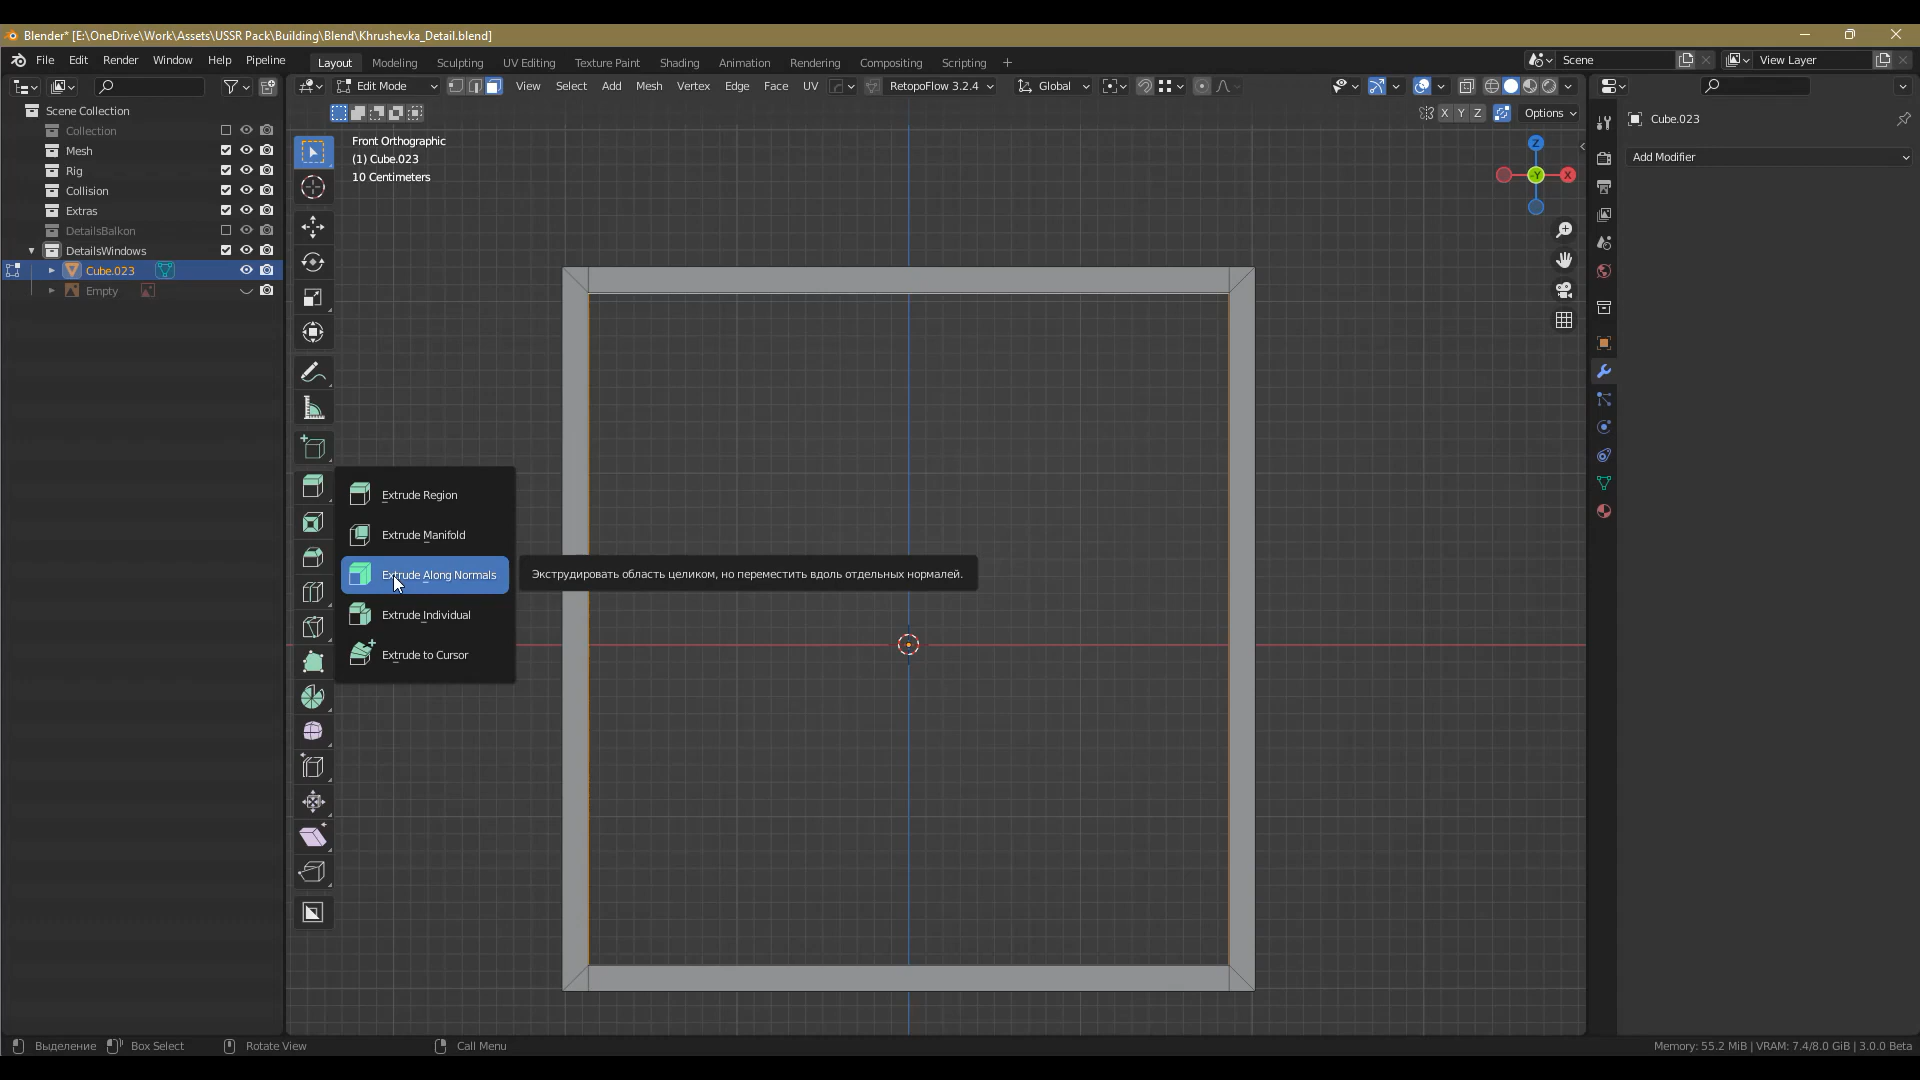 Blender* [E:\OneDrive\Work\Assets\USSR Pack\Building\Blend\Khrushevka_Detail.blend]
File Edit Render Window Help Pipeline
Layout Modeling Sculpting UV Editing Texture Paint Shading Animation Rendering Compositing Scripting +
Scene
View Layer
Edit Mode
View Select Add Mesh Vertex Edge Face UV
RetopoFlow 3.2.4
Global
X Y Z
Options
Scene Collection
Collection
Mesh
Rig
Collision
Extras
DetailsBalkon
DetailsWindows
Cube.023
Empty
Front Orthographic
(1) Cube.023
10 Centimeters
Z
-Y
X
Extrude Region
Extrude Manifold
Extrude Along Normals
Extrude Individual
Extrude to Cursor
Экструдировать область целиком, но переместить вдоль отдельных нормалей.
Cube.023
Add Modifier
Выделение
Box Select
Rotate View
Call Menu
Memory: 55.2 MiB | VRAM: 7.4/8.0 GiB | 3.0.0 Beta